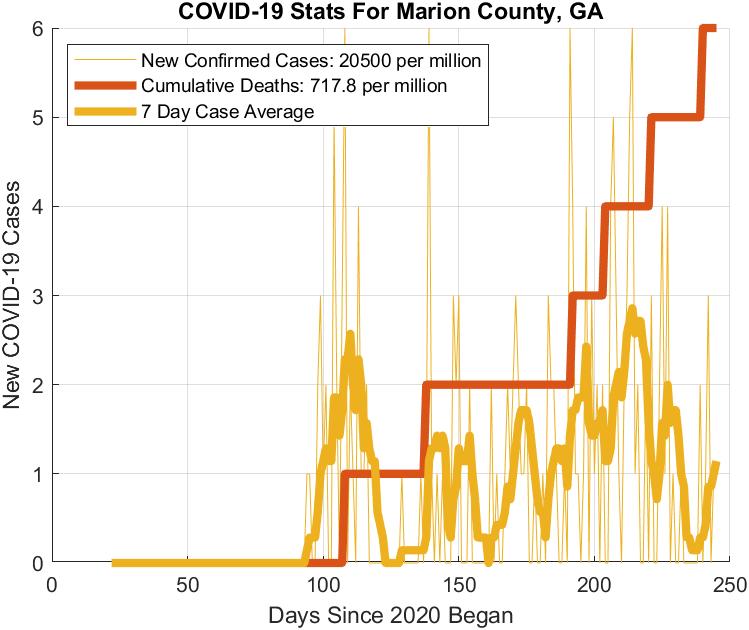 COVID-19 Stats For Marion County, GA
New Confirmed Cases: 20500 per million
Cumulative Deaths: 717.8 per million
7 Day Case Average
New COVID-19 Cases
6
5
4
3
2
1
0
0 50 100 150 200 250
Days Since 2020 Began